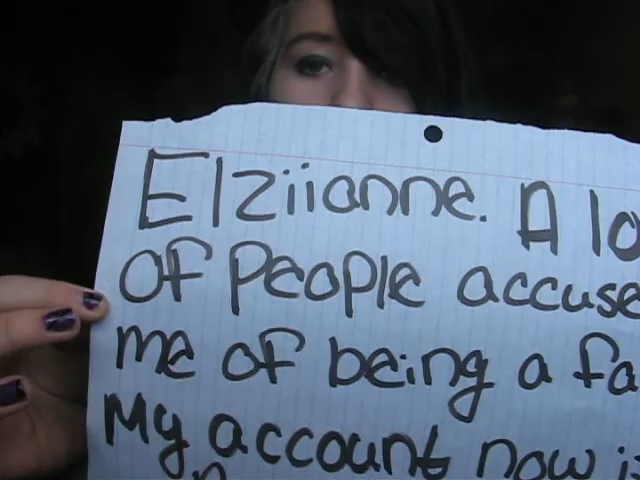 Elziianne. A lo
of people accuse
me of being a fa
My account now i